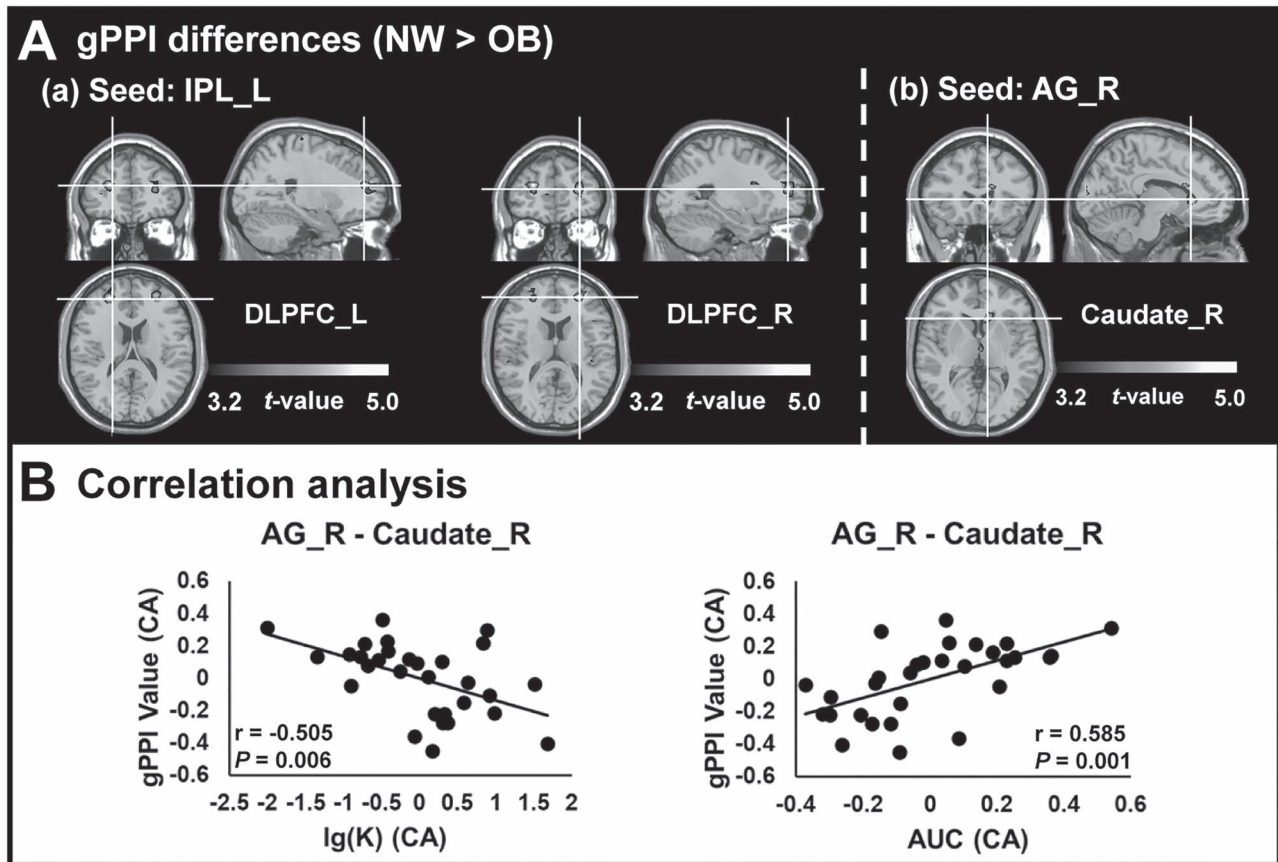 A gPPI differences (NW > OB)
(a) Seed: IPL_L
(b) Seed: AG_R
DLPFC_L
3.2 t-value 5.0
DLPFC_R
3.2 t-value 5.0
Caudate_R
3.2 t-value 5.0
B Correlation analysis
AG_R - Caudate_R
gPPI Value (CA)
0.6
0.4
0.2
0
-0.2
-0.4
-0.6
r = -0.505
P = 0.006
-2.5 -2 -1.5 -1 -0.5 0 0.5 1 1.5 2
lg(K) (CA)
AG_R - Caudate_R
gPPI Value (CA)
0.6
0.4
0.2
0
-0.2
-0.4
-0.6
r = 0.585
P = 0.001
-0.4 -0.2 0 0.2 0.4 0.6
AUC (CA)